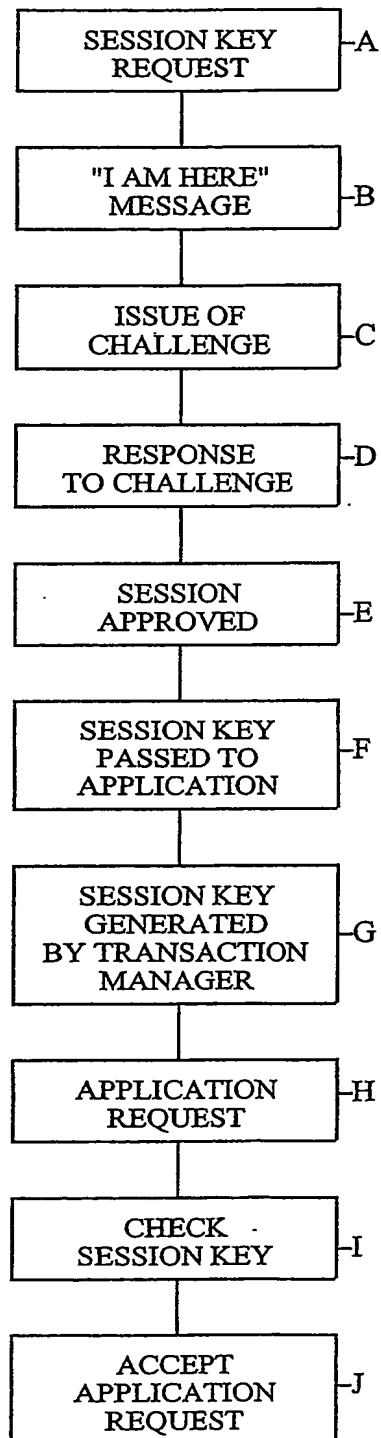 SESSION KEY
REQUEST
A
"I AM HERE"
MESSAGE
B
ISSUE OF
CHALLENGE
C
RESPONSE
TO CHALLENGE
D
SESSION
APPROVED
E
SESSION KEY
PASSED TO
APPLICATION
F
SESSION KEY
GENERATED
BY TRANSACTION
MANAGER
G
APPLICATION
REQUEST
H
CHECK
SESSION KEY
I
ACCEPT
APPLICATION
REQUEST
J